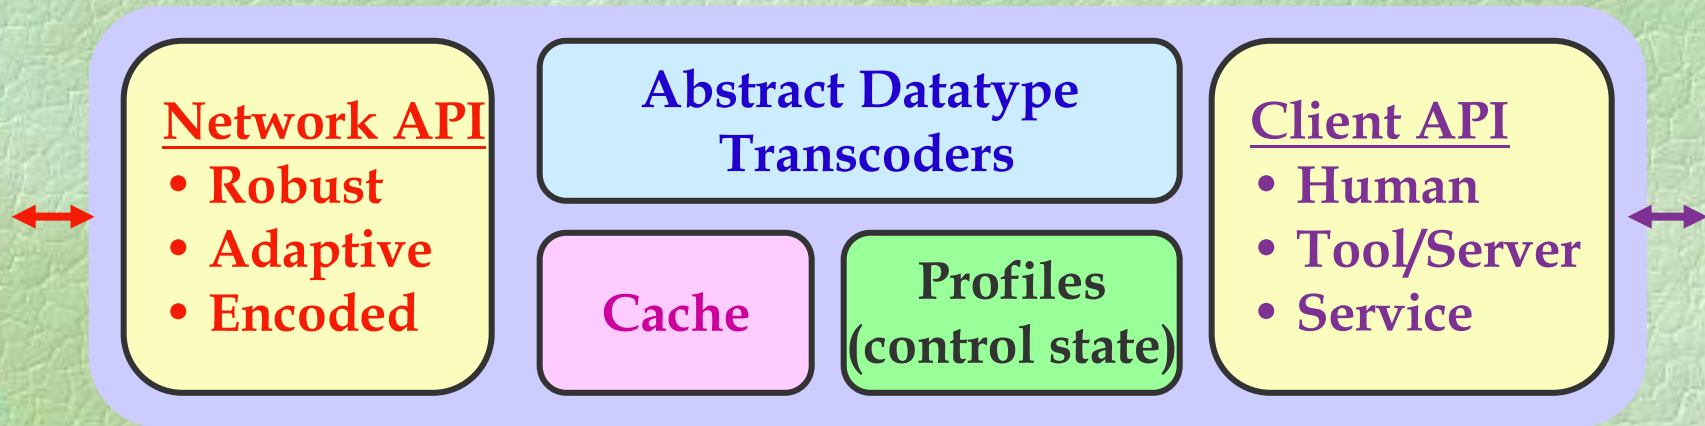 Network API
• Robust
• Adaptive
• Encoded
Abstract Datatype
Transcoders
Cache
Profiles
(control state)
Client API
• Human
• Tool/Server
• Service